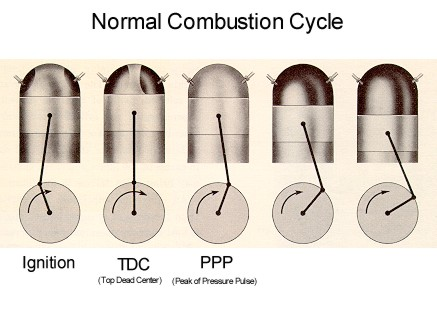 Normal Combustion Cycle
Ignition
TDC
(Top Dead Center)
PPP
(Peak of Pressure Pulse)